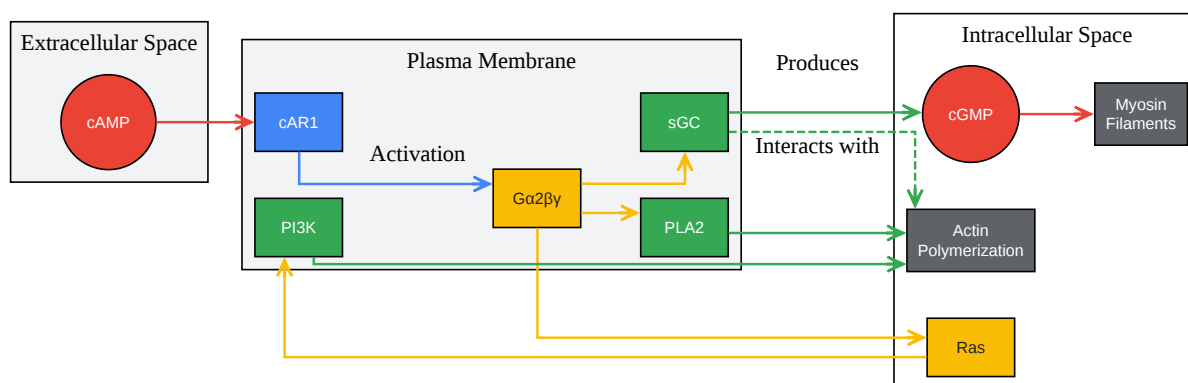 Extracellular Space
cAMP
Plasma Membrane
cAR1
Activation
PI3K
Gα2βγ
sGC
PLA2
Produces
Interacts with
Intracellular Space
cGMP
Myosin
Filaments
Actin
Polymerization
Ras